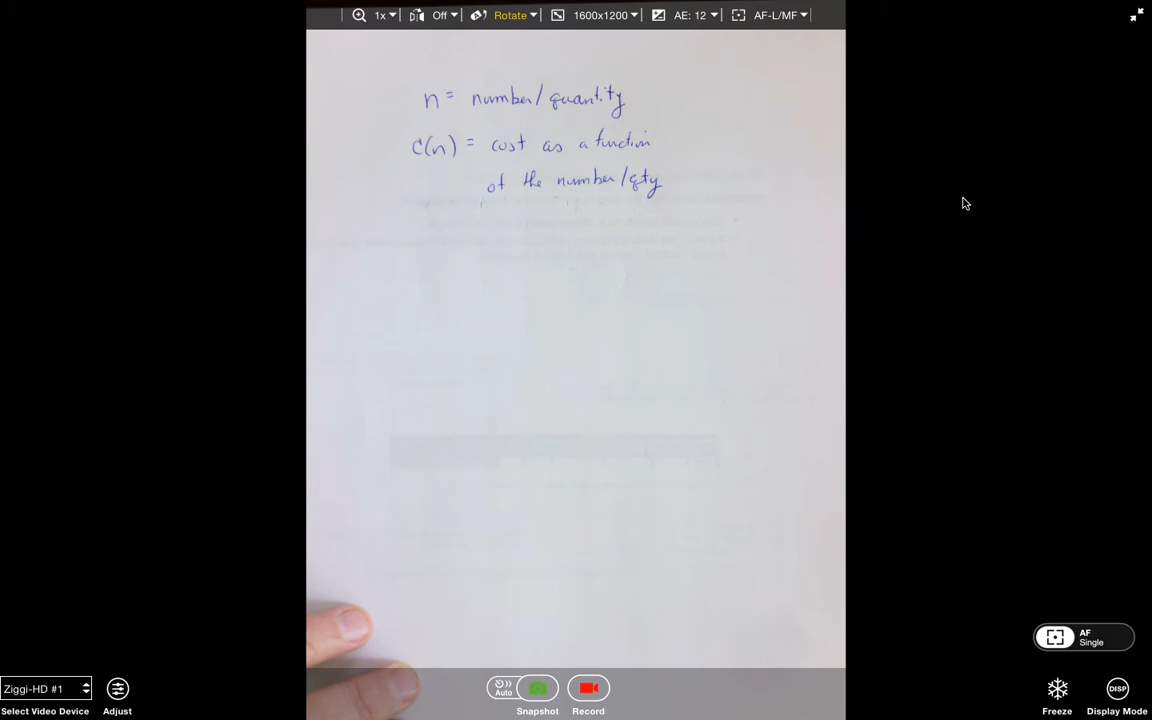 1x Off Rotate 1600x1200 AE: 12 AF-L/MF
n = number/quantity
C(n) = cost as a function
of the number/qty
AF
Single
Ziggi-HD #1
Auto
Select Video Device Adjust Snapshot Record Freeze Display Mode
DISP